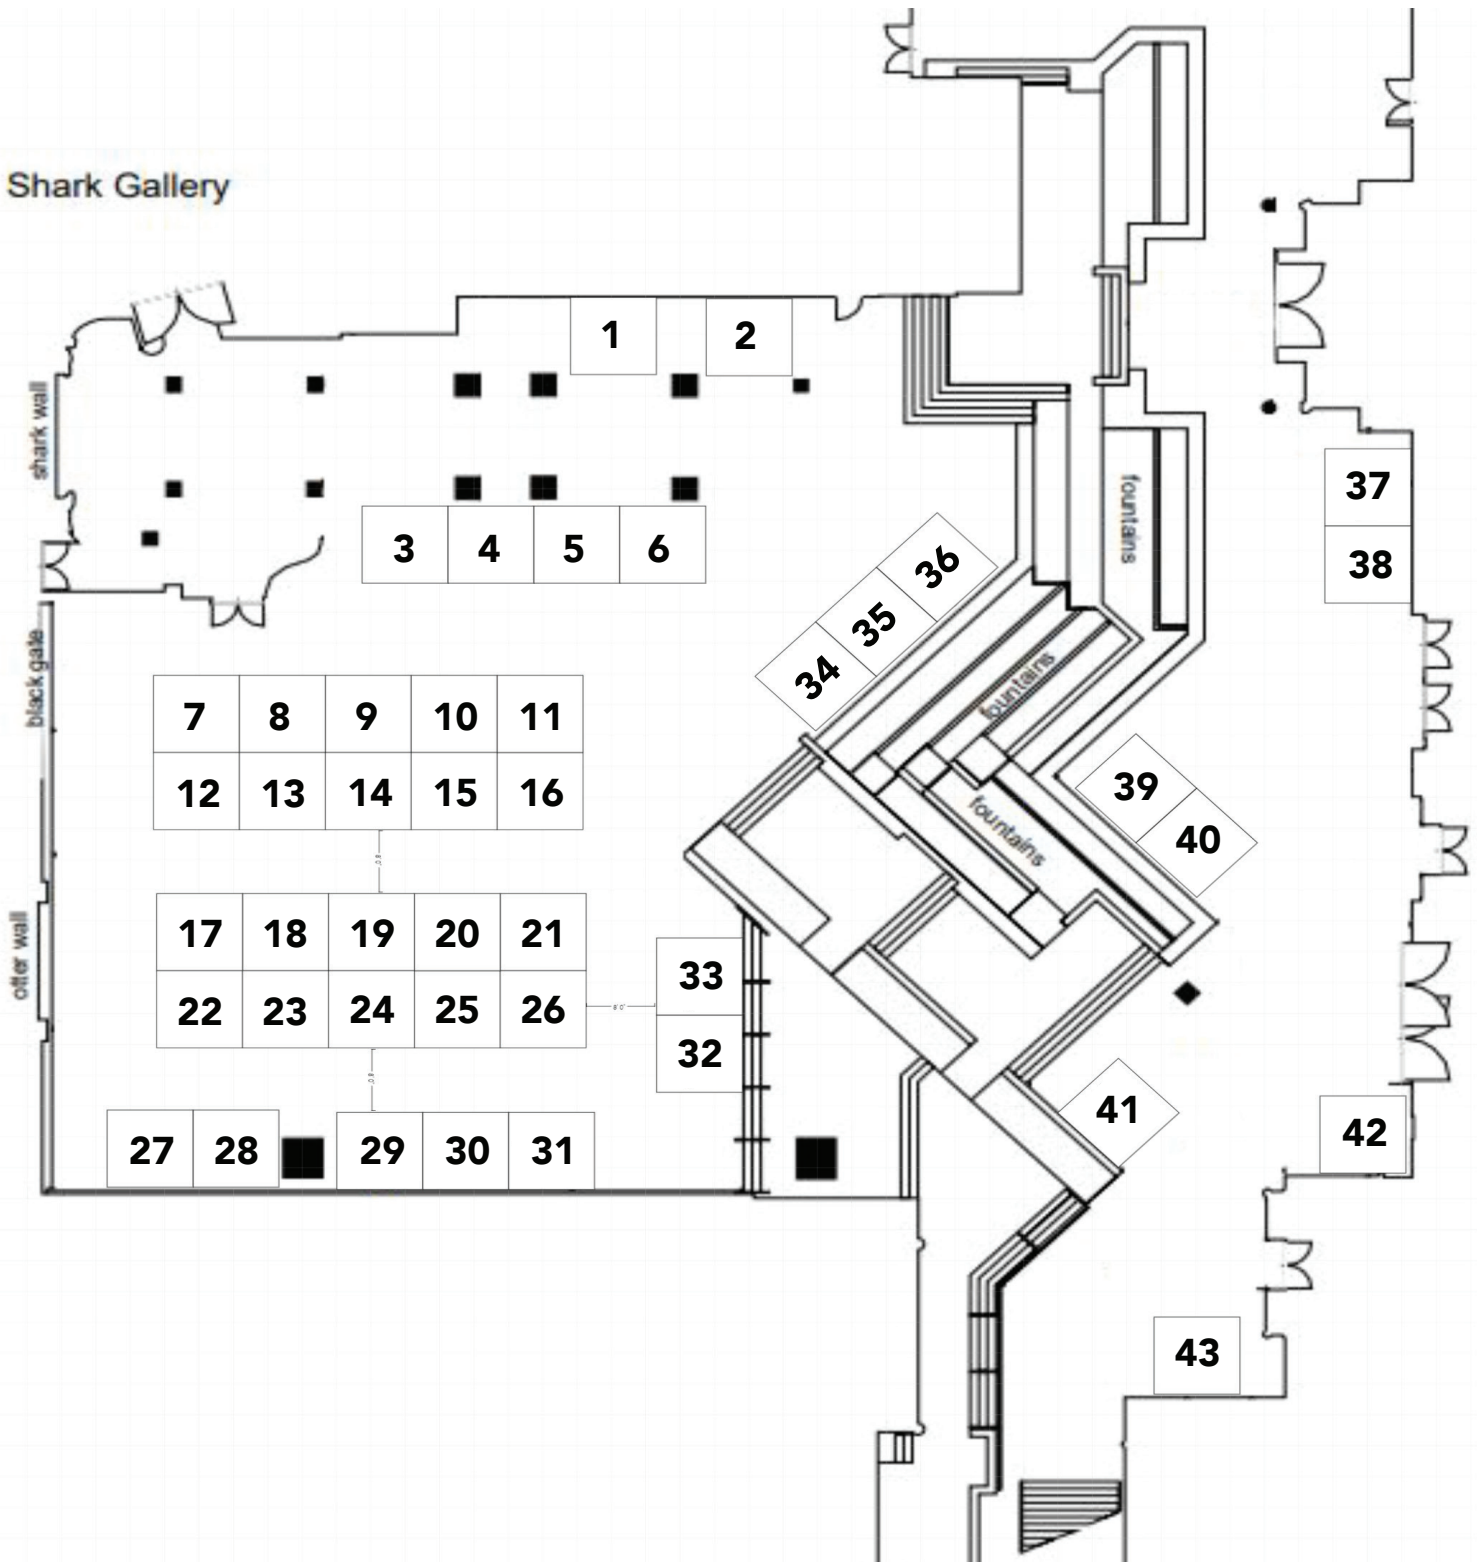 Shark Gallery
1 2
shark wall
3 4 5 6
fountains
37
38
34 35 36
black gate
7 8 9 10 11
12 13 14 15 16
fountains
39
40
fountains
otter wall
17 18 19 20 21
22 23 24 25 26
33
32
27 28 29 30 31
41
42
43